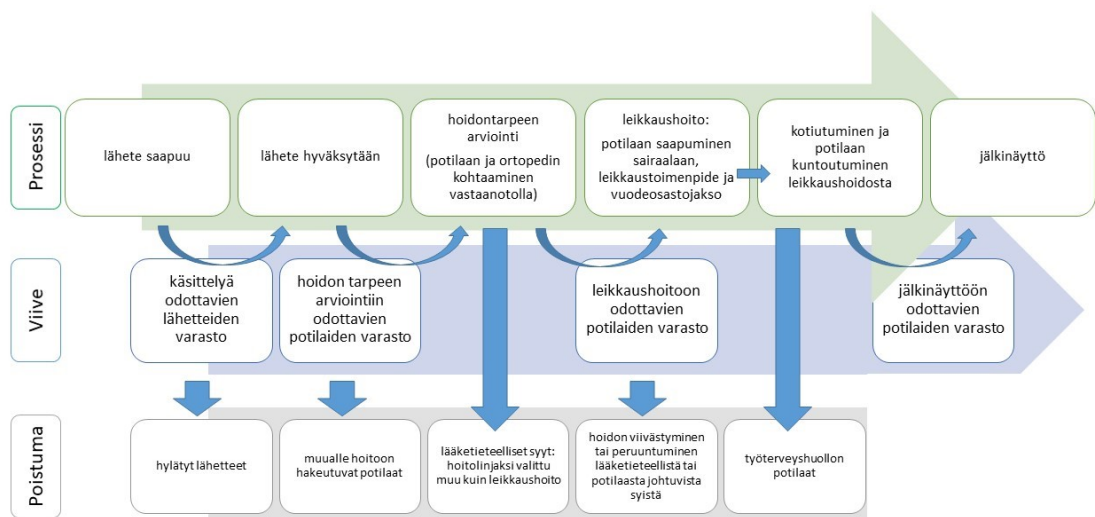 Prosessi
lähete saapuu
lähete hyväksytään
hoidontarpeen
arviointi
(potilaan ja ortopedin
kohtaaminen
vastaanotolla)
leikkaushoito:
potilaan saapuminen
sairaalaan,
leikkaustoimenpide ja
vuodeosastojakso
kotiutuminen ja
potilaan
kuntoutuminen
leikkaushoidosta
jälkinäyttö
Viive
käsittelyä
odottavien
lähetteiden
varasto
hoidon tarpeen
arviointiin
odottavien
potilaiden varasto
leikkaushoitoon
odottavien
potilaiden varasto
jälkinäyttöön
odottavien
potilaiden varasto
Poistuma
hylätyt lähetteet
muualle hoitoon
hakeutuvat potilaat
lääketieteelliset syyt:
hoitolinjaksi valittu
muu kuin leikkaushoito
hoidon viivästyminen
tai peruuntuminen
lääketieteellistä tai
potilaasta johtuvista
syistä
työterveyshuollon
potilaat